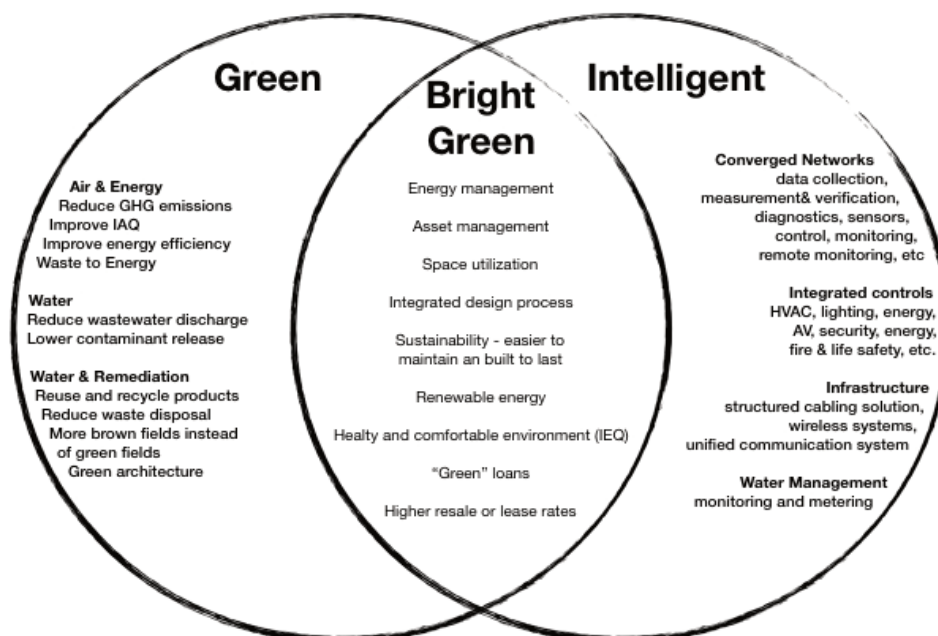 Green
Bright
Green
Intelligent
Air & Energy
Reduce GHG emissions
Improve IAQ
Improve energy efficiency
Waste to Energy
Water
Reduce wastewater discharge
Lower contaminant release
Water & Remediation
Reuse and recycle products
Reduce waste disposal
More brown fields instead
of green fields
Green architecture
Energy management
Asset management
Space utilization
Integrated design process
Sustainability - easier to
maintain an built to last
Renewable energy
Healty and comfortable environment (IEQ)
“Green” loans
Higher resale or lease rates
Converged Networks
data collection,
measurement& verification,
diagnostics, sensors,
control, monitoring,
remote monitoring, etc
Integrated controls
HVAC, lighting, energy,
AV, security, energy,
fire & life safety, etc.
Infrastructure
structured cabling solution,
wireless systems,
unified communication system
Water Management
monitoring and metering